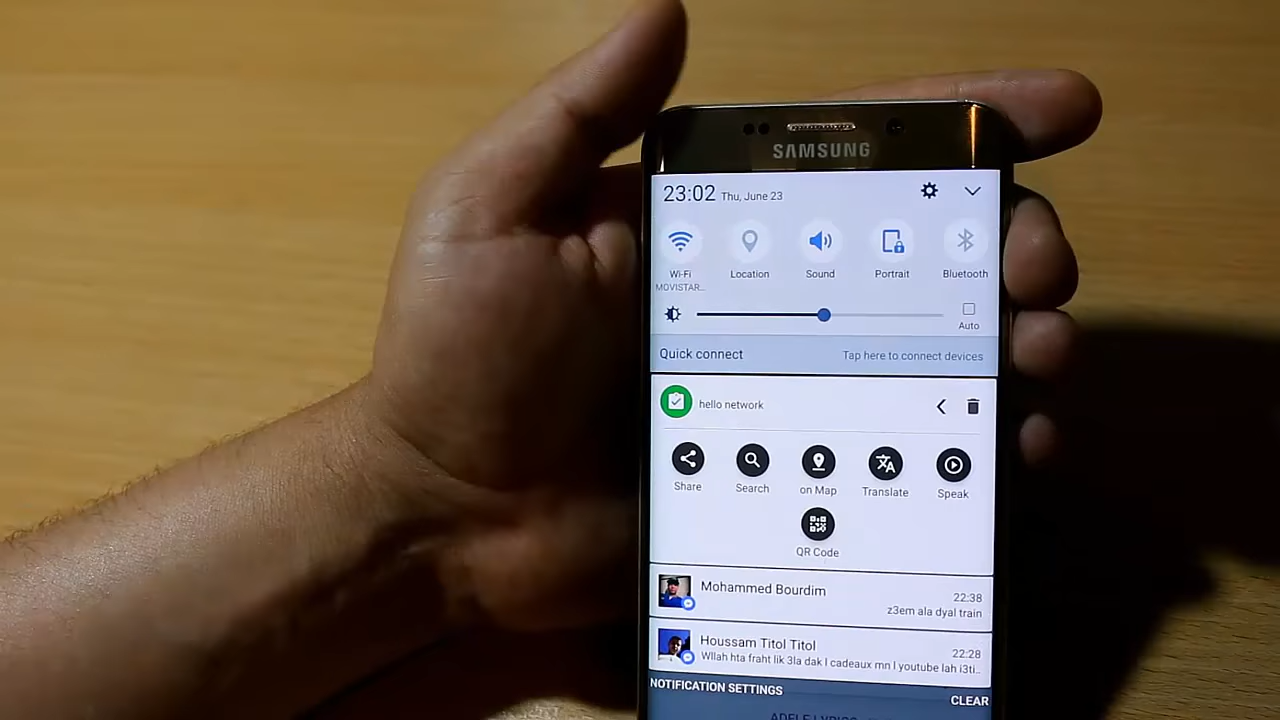 SAMSUNG
23:02 Thu, June 23
Wi-Fi Location Sound Portrait Bluetooth
MOVISTAR...
Auto
Quick connect Tap here to connect devices
hello network
Share Search on Map Translate Speak
QR Code
Mohammed Bourdim 22:38
z3em ala dyal train
Houssam Titol Titol 22:28
Wllah hta fraht lik 3la dak l cadeaux mn l youtube lah i3ti..
NOTIFICATION SETTINGS CLEAR
ADELE LYRICS